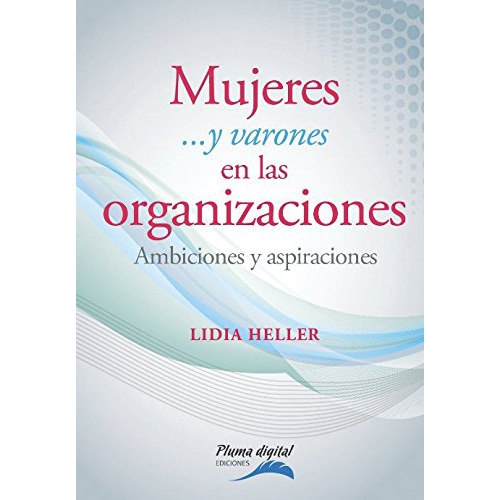 Mujeres
...y varones
en las
organizaciones
Ambiciones y aspiraciones
LIDIA HELLER
Pluma digital
EDICIONES